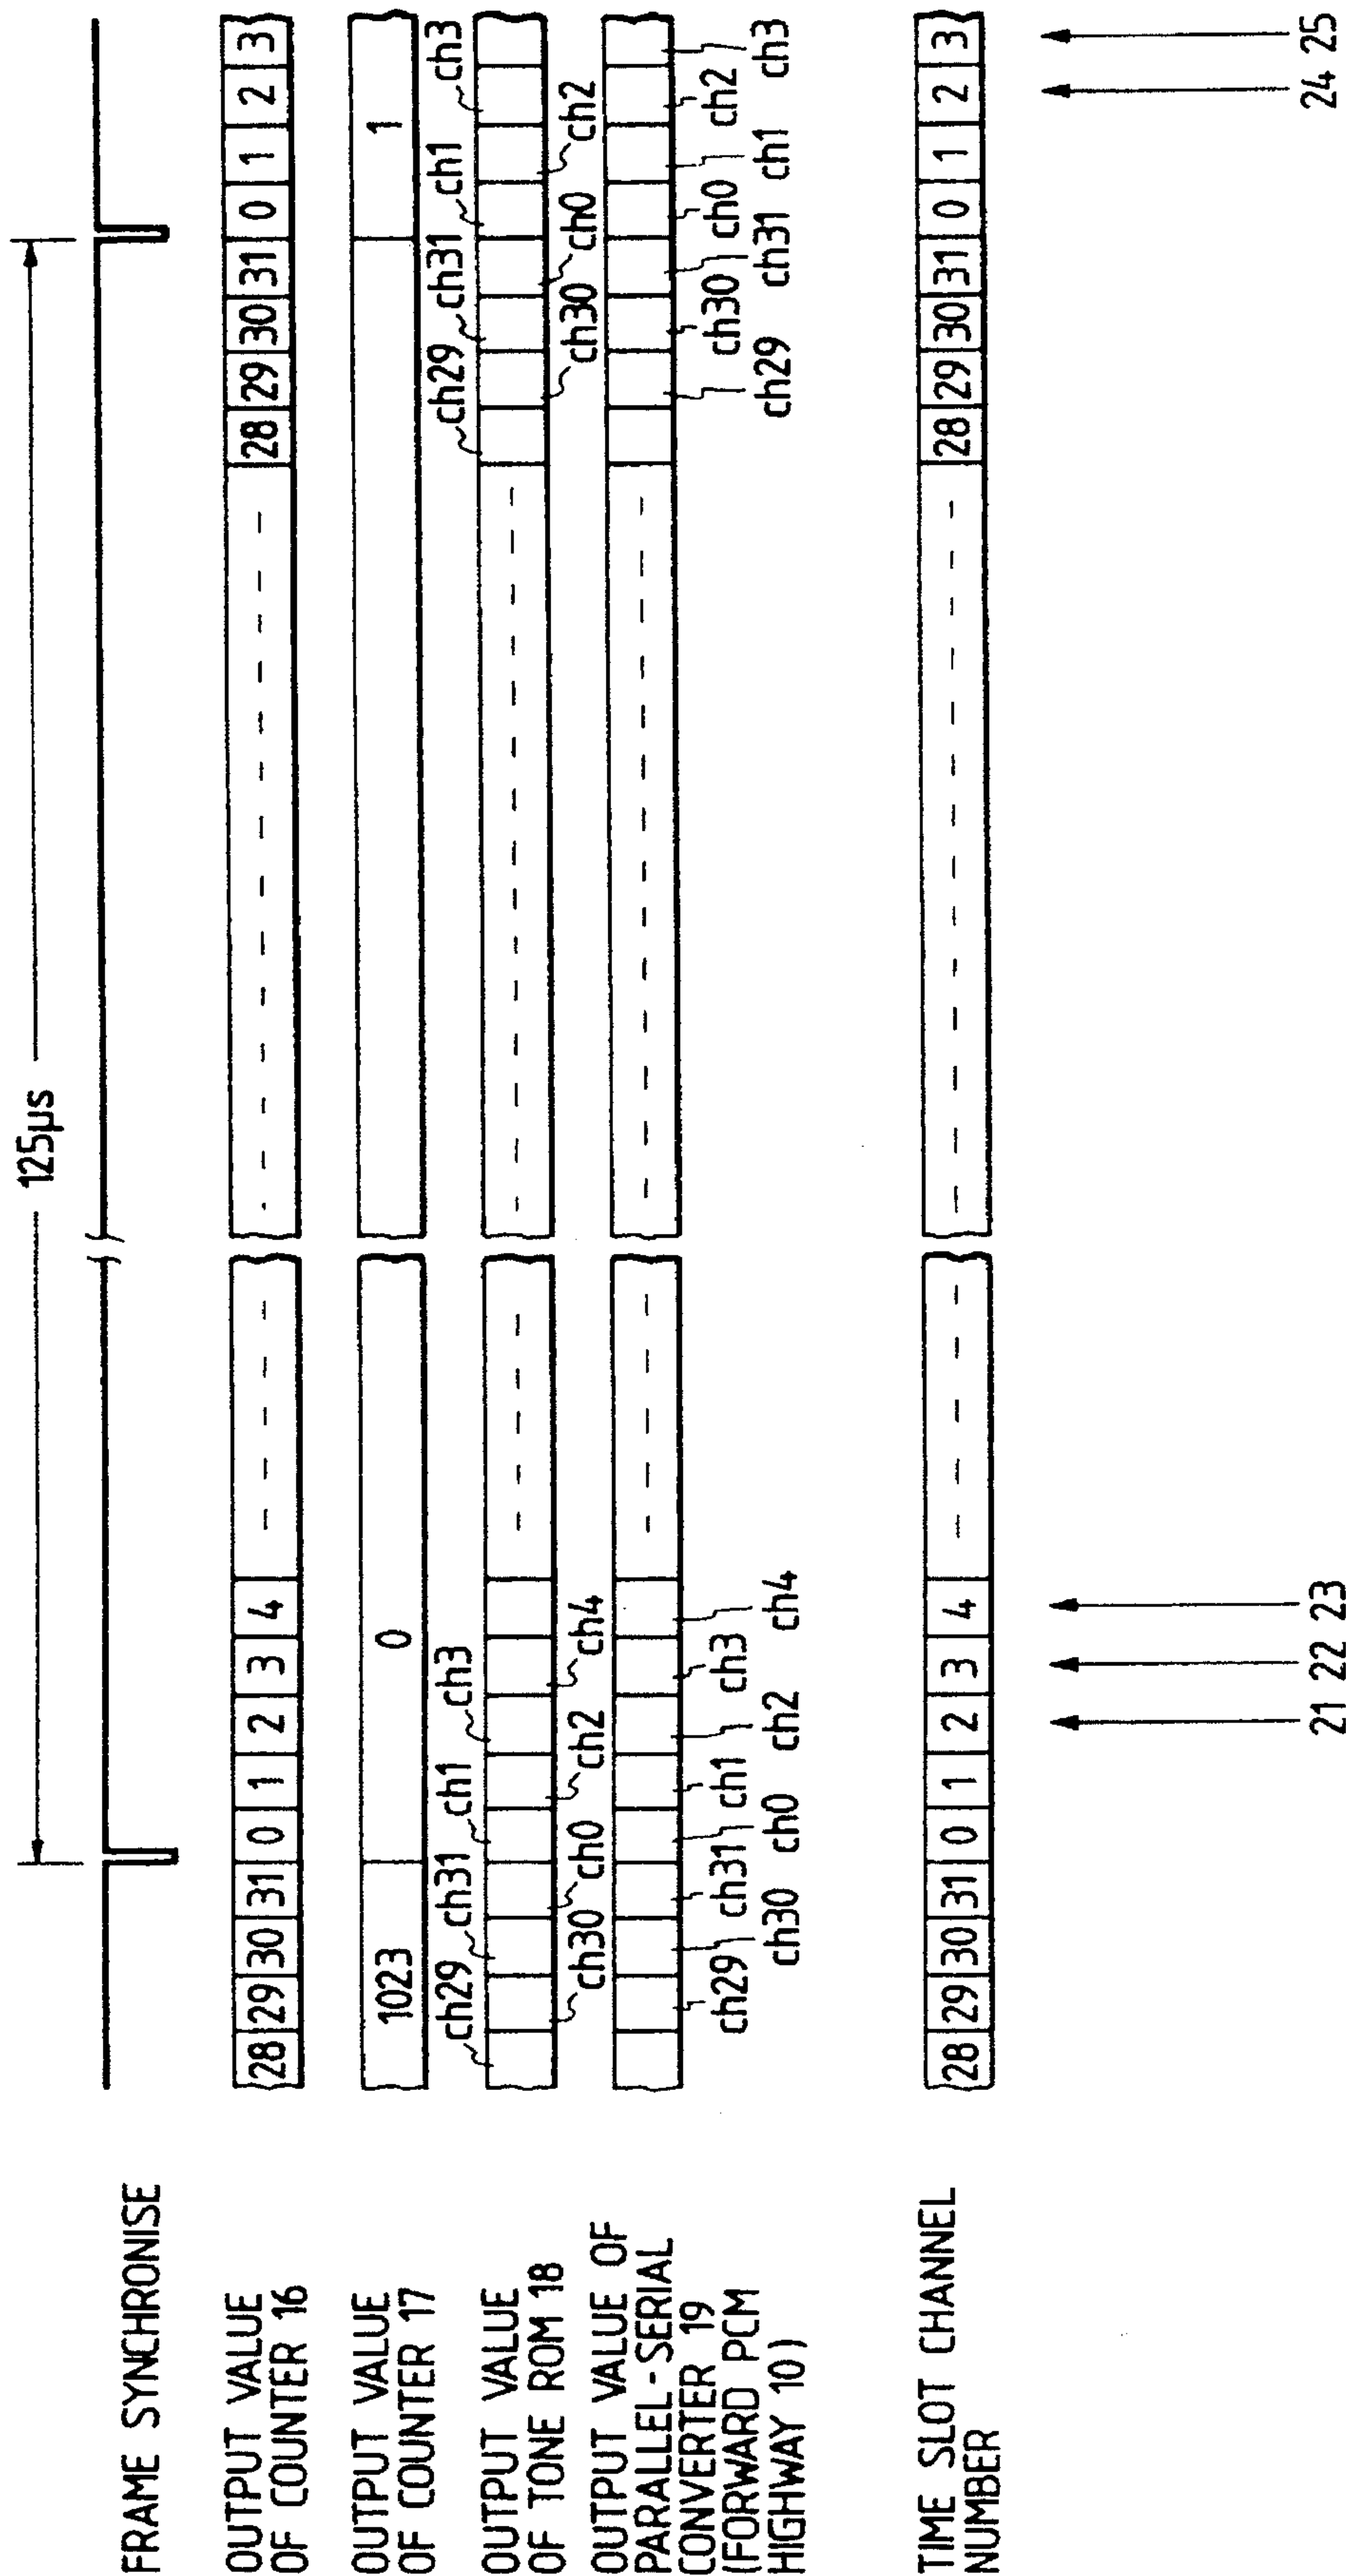 125µs
FRAME SYNCHRONISE
OUTPUT VALUE
OF COUNTER 16
28 29 30 31 0 1 2 3 4 28 29 30 31 0 1 2 3
OUTPUT VALUE
OF COUNTER 17
1023 0 1
ch29 ch31 ch1 ch3 ch29 ch31 ch1 ch3
OUTPUT VALUE
OF TONE ROM 18
ch30 ch0 ch2 ch4 ch30 ch0 ch2
OUTPUT VALUE OF
PARALLEL-SERIAL
CONVERTER 19
(FORWARD PCM
HIGHWAY 10)
ch29 ch31 ch1 ch3 ch30 ch0 ch2
ch30 ch0 ch2 ch4 ch29 ch31 ch1 ch3
TIME SLOT CHANNEL
NUMBER
28 29 30 31 0 1 2 3 4 28 29 30 31 0 1 2 3
21 22 23 24 25